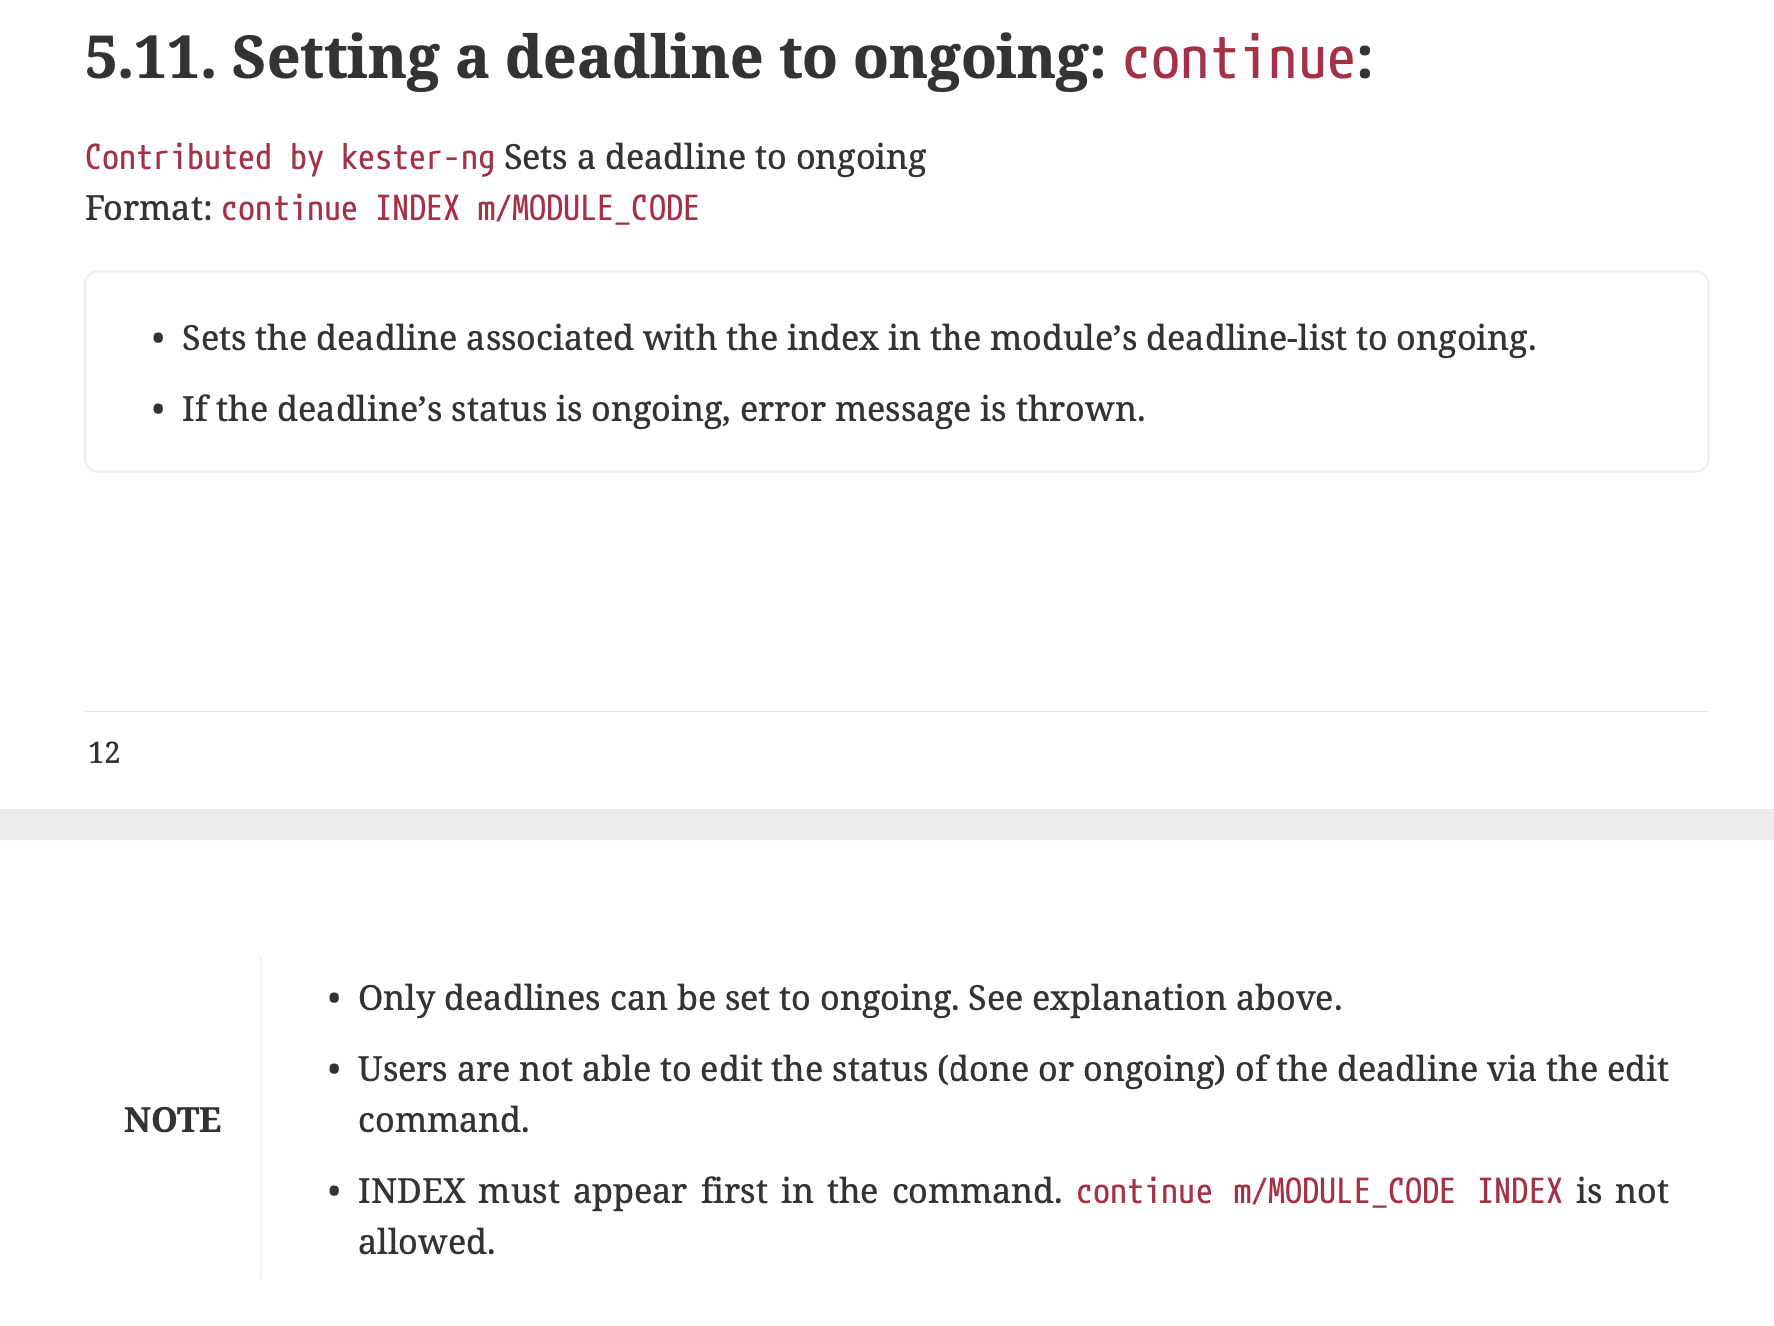 5.11. Setting a deadline to ongoing: continue:
Contributed by kester-ng Sets a deadline to ongoing
Format: continue INDEX m/MODULE_CODE
• Sets the deadline associated with the index in the module’s deadline-list to ongoing.
• If the deadline’s status is ongoing, error message is thrown.
12
• Only deadlines can be set to ongoing. See explanation above.
• Users are not able to edit the status (done or ongoing) of the deadline via the edit
command.
NOTE
• INDEX must appear first in the command. continue m/MODULE_CODE INDEX is not
allowed.